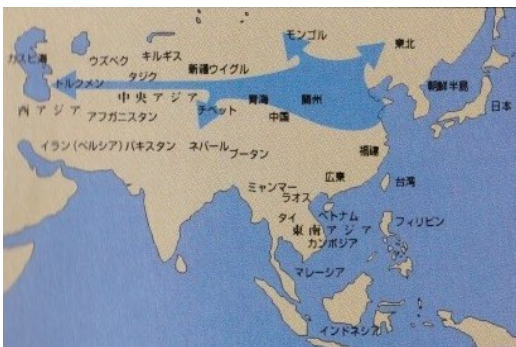 モンゴル
東北
カスピ海
ウズベク
キルギス
新疆ウイグル
トルクメン
タジク
朝鮮半島
中央アジア
青海
蘭州
日本
西アジア
アフガニスタン
チベット
中国
イラン(ペルシア)
パキスタン
ネパール
ブータン
福建
ミャンマー
広東
台湾
ラオス
タイ
ベトナム
フィリピン
東南アジア
カンボジア
マレーシア
インドネシア